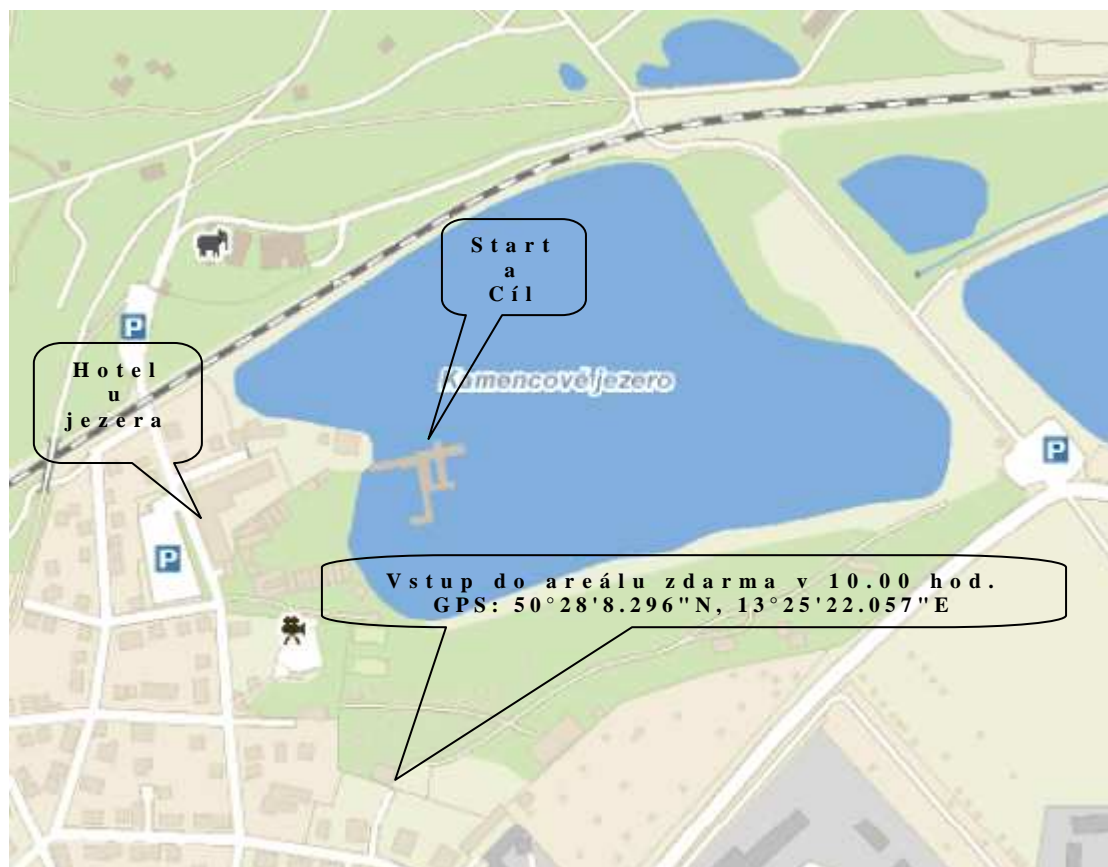 Start
a
Cíl
P
Hotel
u
jezera
Kamencové jezero
P
P
Vstup do areálu zdarma v 10.00 hod.
GPS: 50°28'8.296"N, 13°25'22.057"E